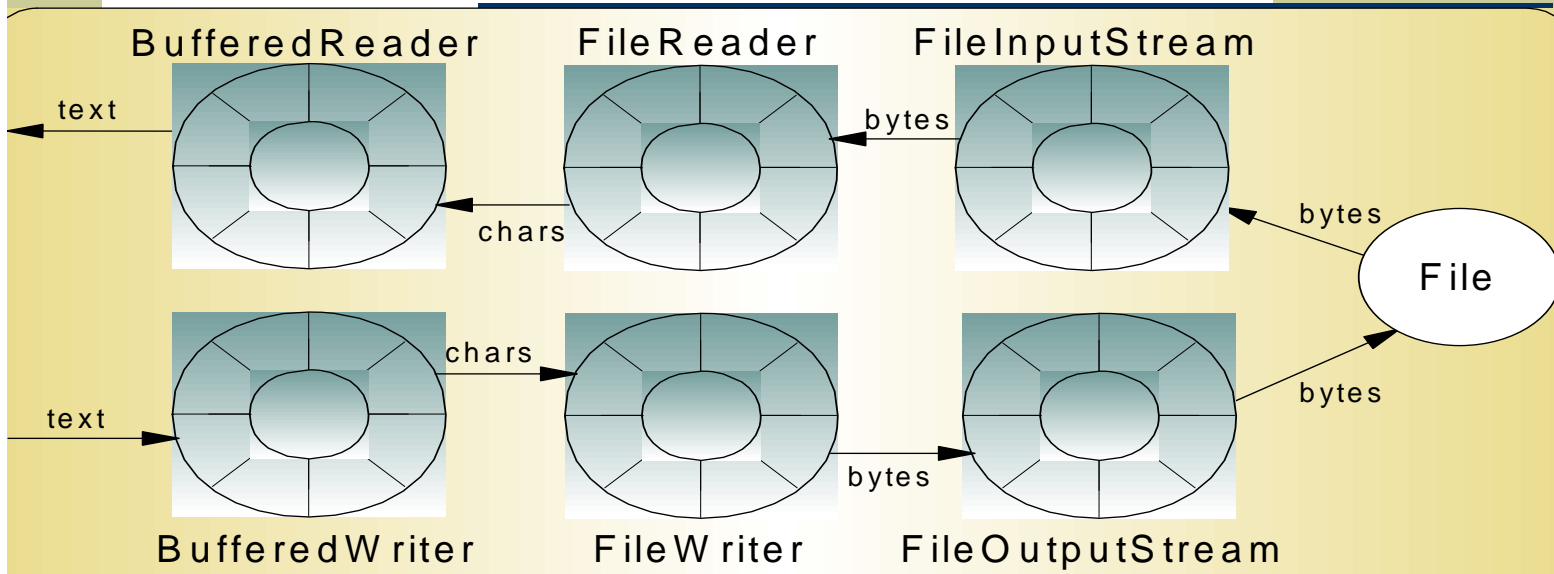 BufferedReader FileReader FileInputStream
text
bytes
chars
bytes
File
chars
text
bytes
bytes
BufferedWriter FileWriter FileOutputStream